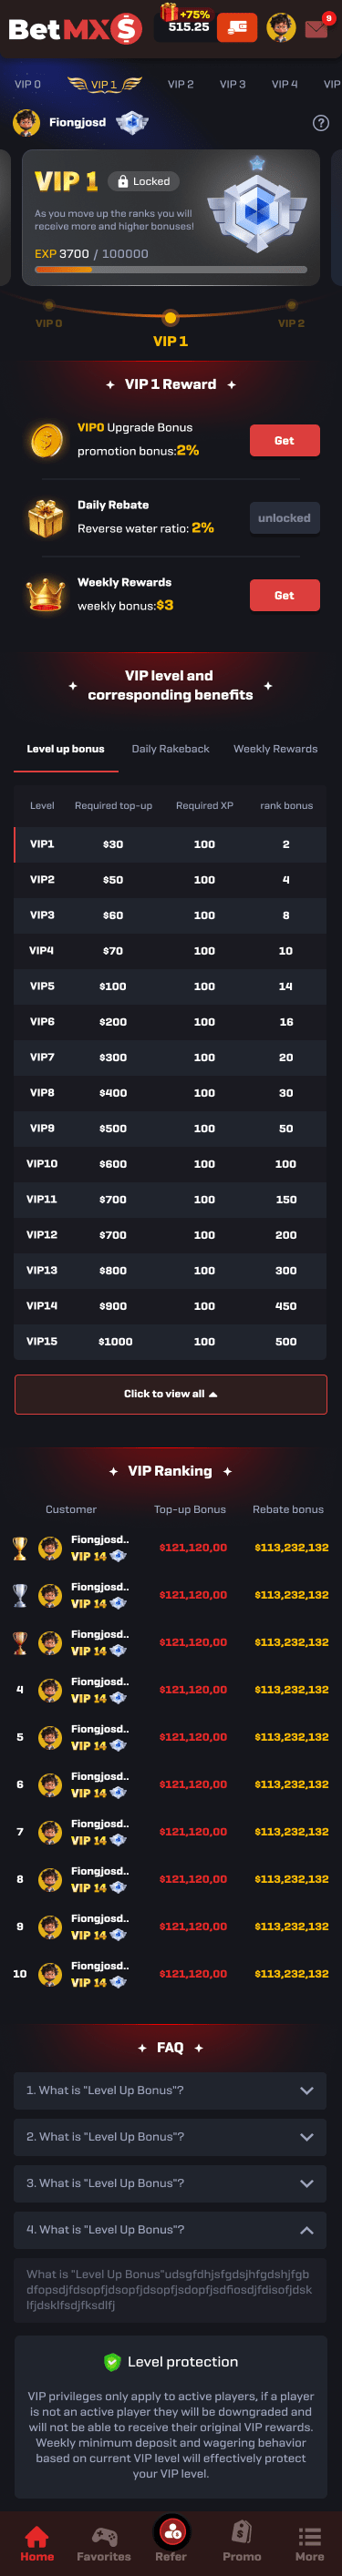 BetMX$
+75%
515.25
9
VIP 0
VIP 1
VIP 2
VIP 3
VIP 4
VIP
Fiongjosd
?
VIP 1
Locked
As you move up the ranks you will
receive more and higher bonuses!
EXP 3700 / 100000
VIP 0
VIP 1
VIP 2
VIP 1 Reward
VIP0 Upgrade Bonus
promotion bonus:2%
Get
Daily Rebate
Reverse water ratio: 2%
unlocked
Weekly Rewards
weekly bonus:$3
Get
VIP level and
corresponding benefits
Level up bonus
Daily Rakeback
Weekly Rewards
Level Required top-up Required XP rank bonus
VIP1 $30 100 2
VIP2 $50 100 4
VIP3 $60 100 8
VIP4 $70 100 10
VIP5 $100 100 14
VIP6 $200 100 16
VIP7 $300 100 20
VIP8 $400 100 30
VIP9 $500 100 50
VIP10 $600 100 100
VIP11 $700 100 150
VIP12 $700 100 200
VIP13 $800 100 300
VIP14 $900 100 450
VIP15 $1000 100 500
Click to view all
VIP Ranking
Customer Top-up Bonus Rebate bonus
Fiongjosd..
VIP 14
$121,120,00 $113,232,132
Fiongjosd..
VIP 14
$121,120,00 $113,232,132
Fiongjosd..
VIP 14
$121,120,00 $113,232,132
4
Fiongjosd..
VIP 14
$121,120,00 $113,232,132
5
Fiongjosd..
VIP 14
$121,120,00 $113,232,132
6
Fiongjosd..
VIP 14
$121,120,00 $113,232,132
7
Fiongjosd..
VIP 14
$121,120,00 $113,232,132
8
Fiongjosd..
VIP 14
$121,120,00 $113,232,132
9
Fiongjosd..
VIP 14
$121,120,00 $113,232,132
10
Fiongjosd..
VIP 14
$121,120,00 $113,232,132
FAQ
1. What is "Level Up Bonus"?
2. What is "Level Up Bonus"?
3. What is "Level Up Bonus"?
4. What is "Level Up Bonus"?
What is "Level Up Bonus"udsgfdhjsfgdsjhfgdshjfgb
dfopsdjfdsopfjdsopfjdsopfjsdopfjsdfiosdjfdisofjdsk
lfjdsklfsdjfksdlfj
Level protection
VIP privileges only apply to active players, if a player
is not an active player they will be downgraded and
will not be able to receive their original VIP rewards.
Weekly minimum deposit and wagering behavior
based on current VIP level will effectively protect
your VIP level.
Home
Favorites
Refer
Promo
More